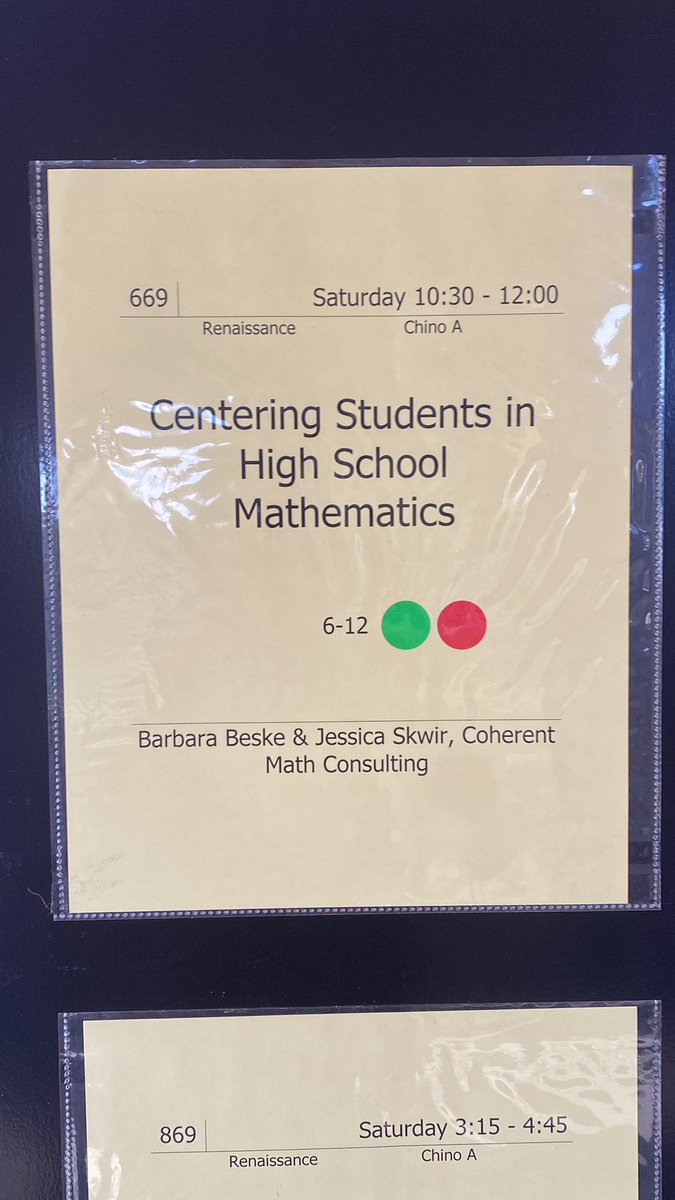 669 Saturday 10:30 - 12:00
Renaissance Chino A
Centering Students in
High School
Mathematics
6-12
Barbara Beske & Jessica Skwir, Coherent
Math Consulting
869 Saturday 3:15 - 4:45
Renaissance Chino A